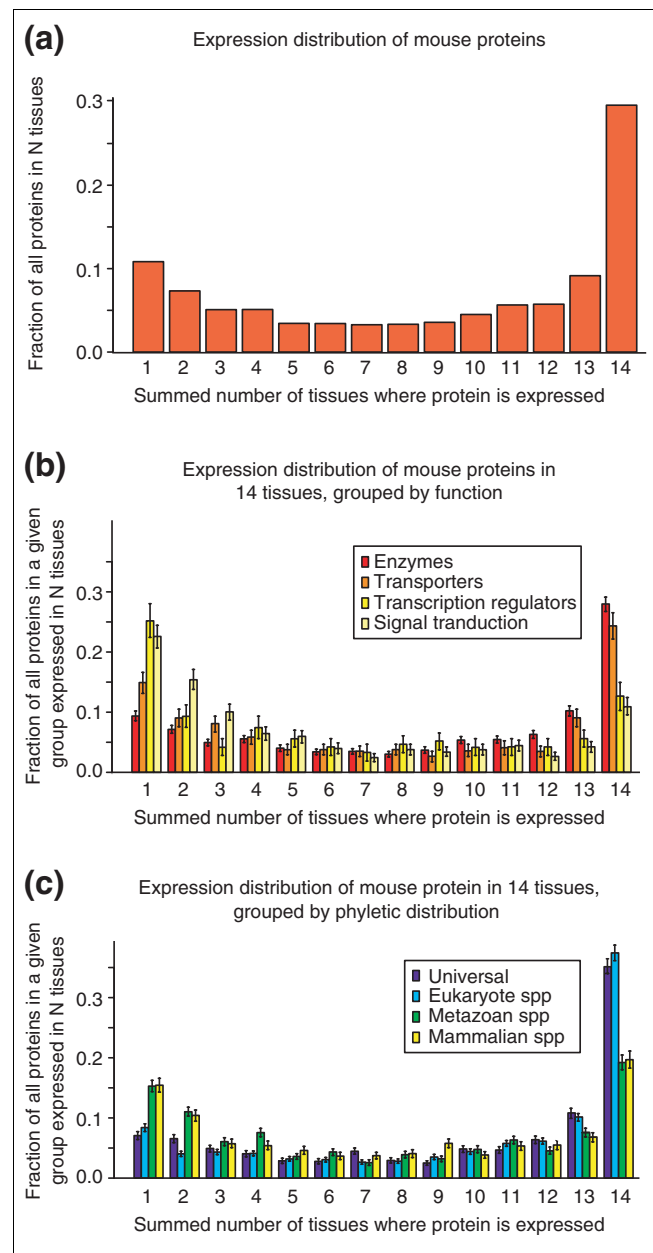 (a)
Expression distribution of mouse proteins
Fraction of all proteins in N tissues
0.3
0.2
0.1
0.0
1 2 3 4 5 6 7 8 9 10 11 12 13 14
Summed number of tissues where protein is expressed
(b)
Expression distribution of mouse proteins in
14 tissues, grouped by function
Fraction of all proteins in a given
group expressed in N tissues
0.3
0.2
0.1
0.0
Enzymes
Transporters
Transcription regulators
Signal tranduction
1 2 3 4 5 6 7 8 9 10 11 12 13 14
Summed number of tissues where protein is expressed
(c)
Expression distribution of mouse protein in 14 tissues,
grouped by phyletic distribution
Fraction of all proteins in a given
group expressed in N tissues
0.3
0.2
0.1
0.0
Universal
Eukaryote spp
Metazoan spp
Mammalian spp
1 2 3 4 5 6 7 8 9 10 11 12 13 14
Summed number of tissues where protein is expressed